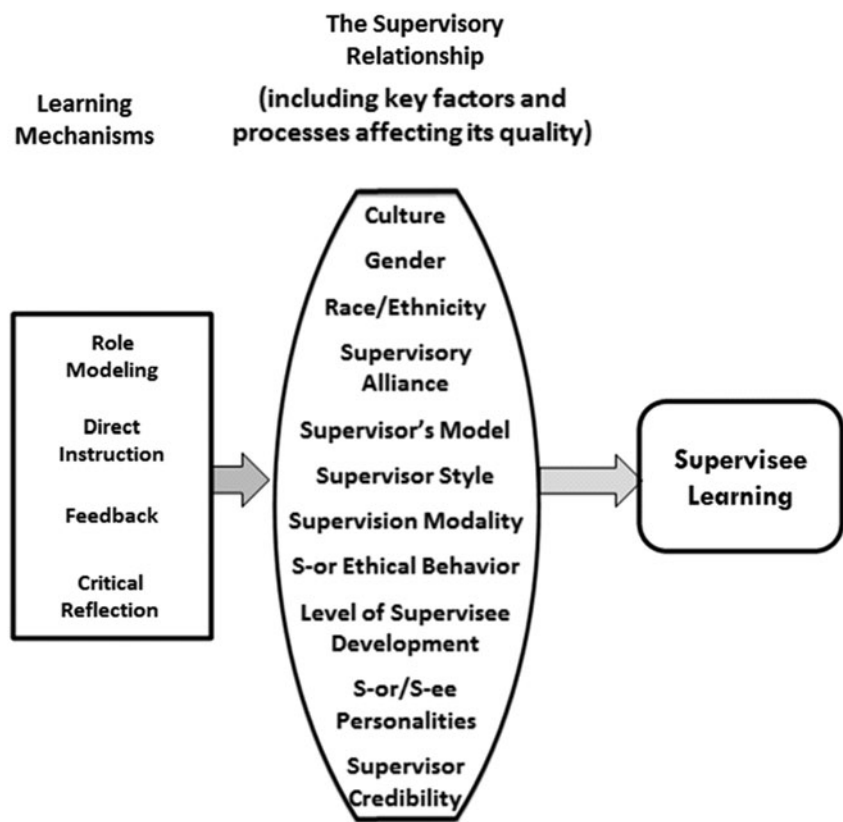 The Supervisory
Relationship
(including key factors and
processes affecting its quality)
Learning
Mechanisms
Role
Modeling
Direct
Instruction
Feedback
Critical
Reflection
Culture
Gender
Race/Ethnicity
Supervisory
Alliance
Supervisor's Model
Supervisor Style
Supervision Modality
S-or Ethical Behavior
Level of Supervisee
Development
S-or/S-ee
Personalities
Supervisor
Credibility
Supervisee
Learning